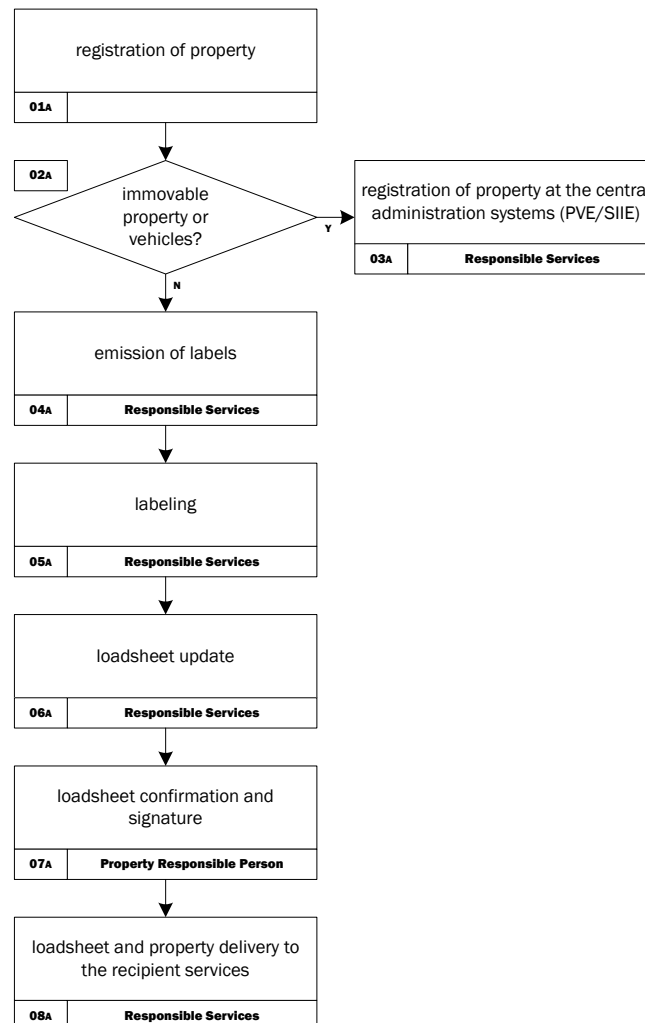 registration of property
01A
02A
immovable
property or
vehicles?
Y
registration of property at the centra
administration systems (PVE/SIIE)
03A Responsible Services
N
emission of labels
04A Responsible Services
labeling
05A Responsible Services
loadsheet update
06A Responsible Services
loadsheet confirmation and
signature
07A Property Responsible Person
loadsheet and property delivery to
the recipient services
08A Responsible Services